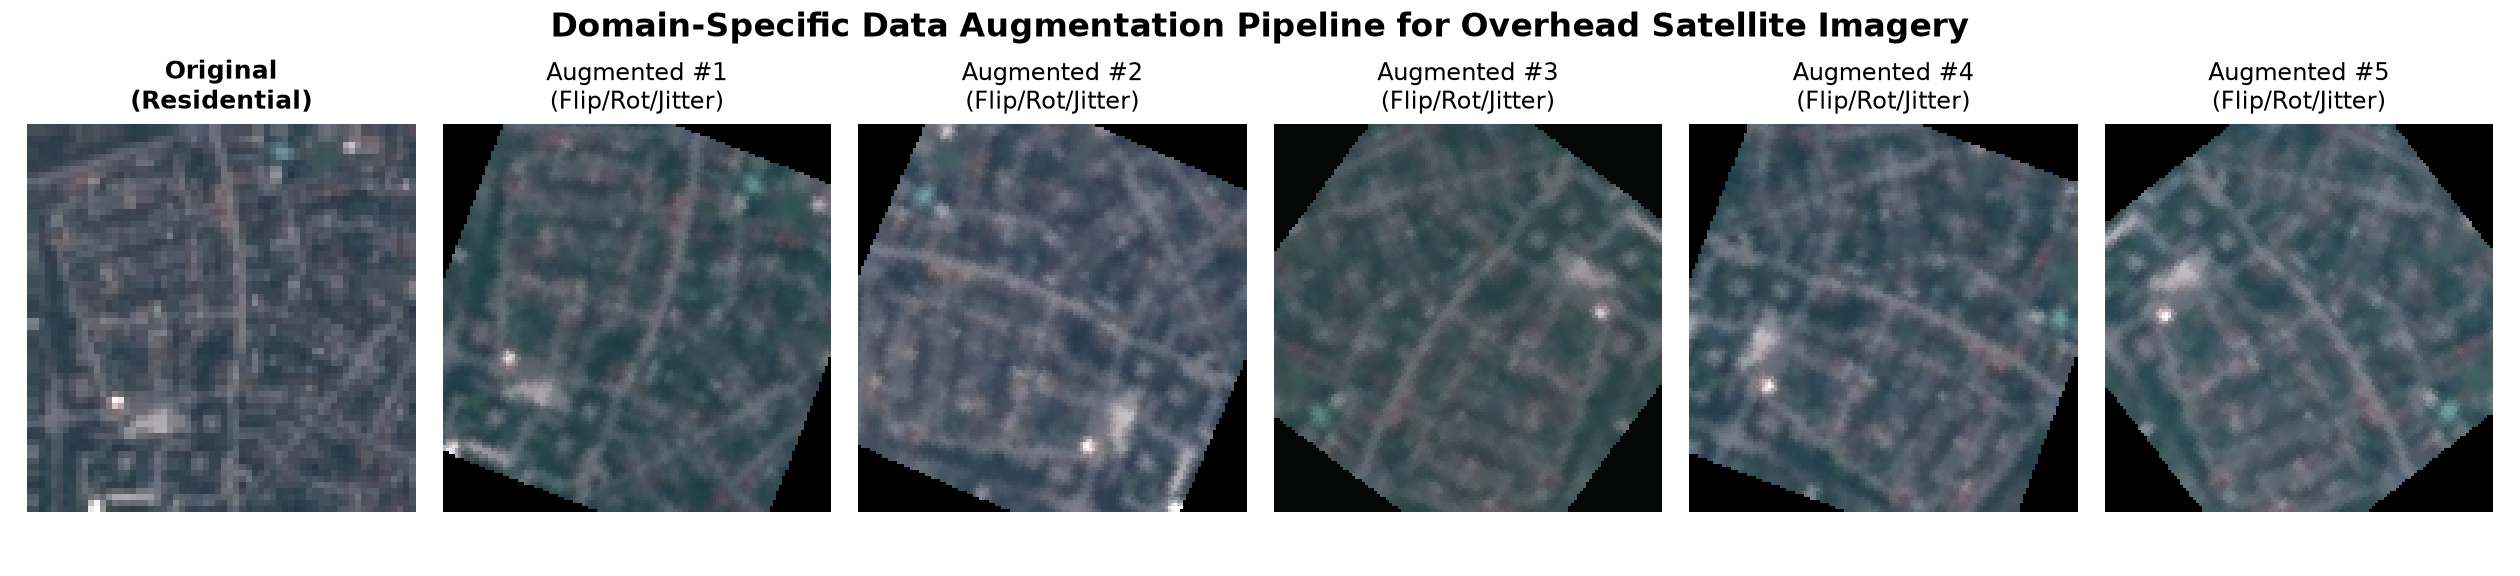 Domain-Specific Data Augmentation Pipeline for Overhead Satellite Imagery
Original
(Residential)
Augmented #1
(Flip/Rot/Jitter)
Augmented #2
(Flip/Rot/Jitter)
Augmented #3
(Flip/Rot/Jitter)
Augmented #4
(Flip/Rot/Jitter)
Augmented #5
(Flip/Rot/Jitter)